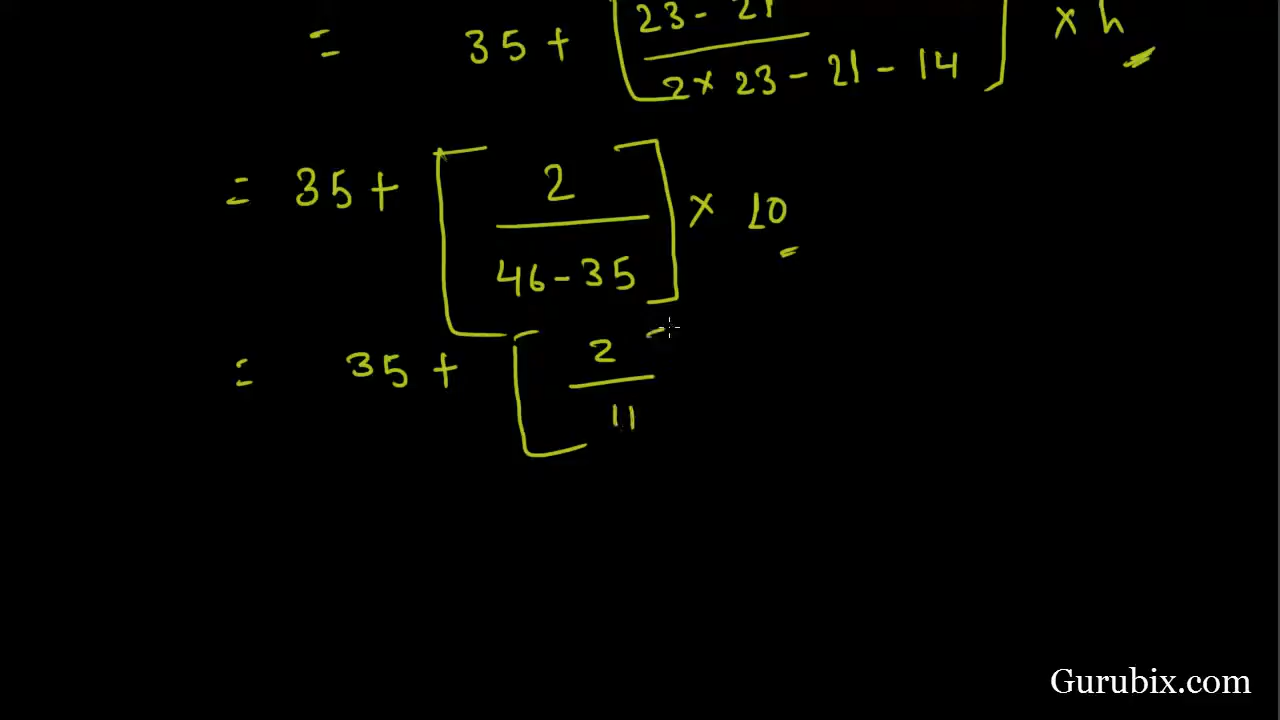 = 35 + [ 23 - 21 / 2 × 23 - 21 - 14 ] × h
= 35 + [ 2 / 46 - 35 ] × 10
= 35 + [ 2 / 11
Gurubix.com